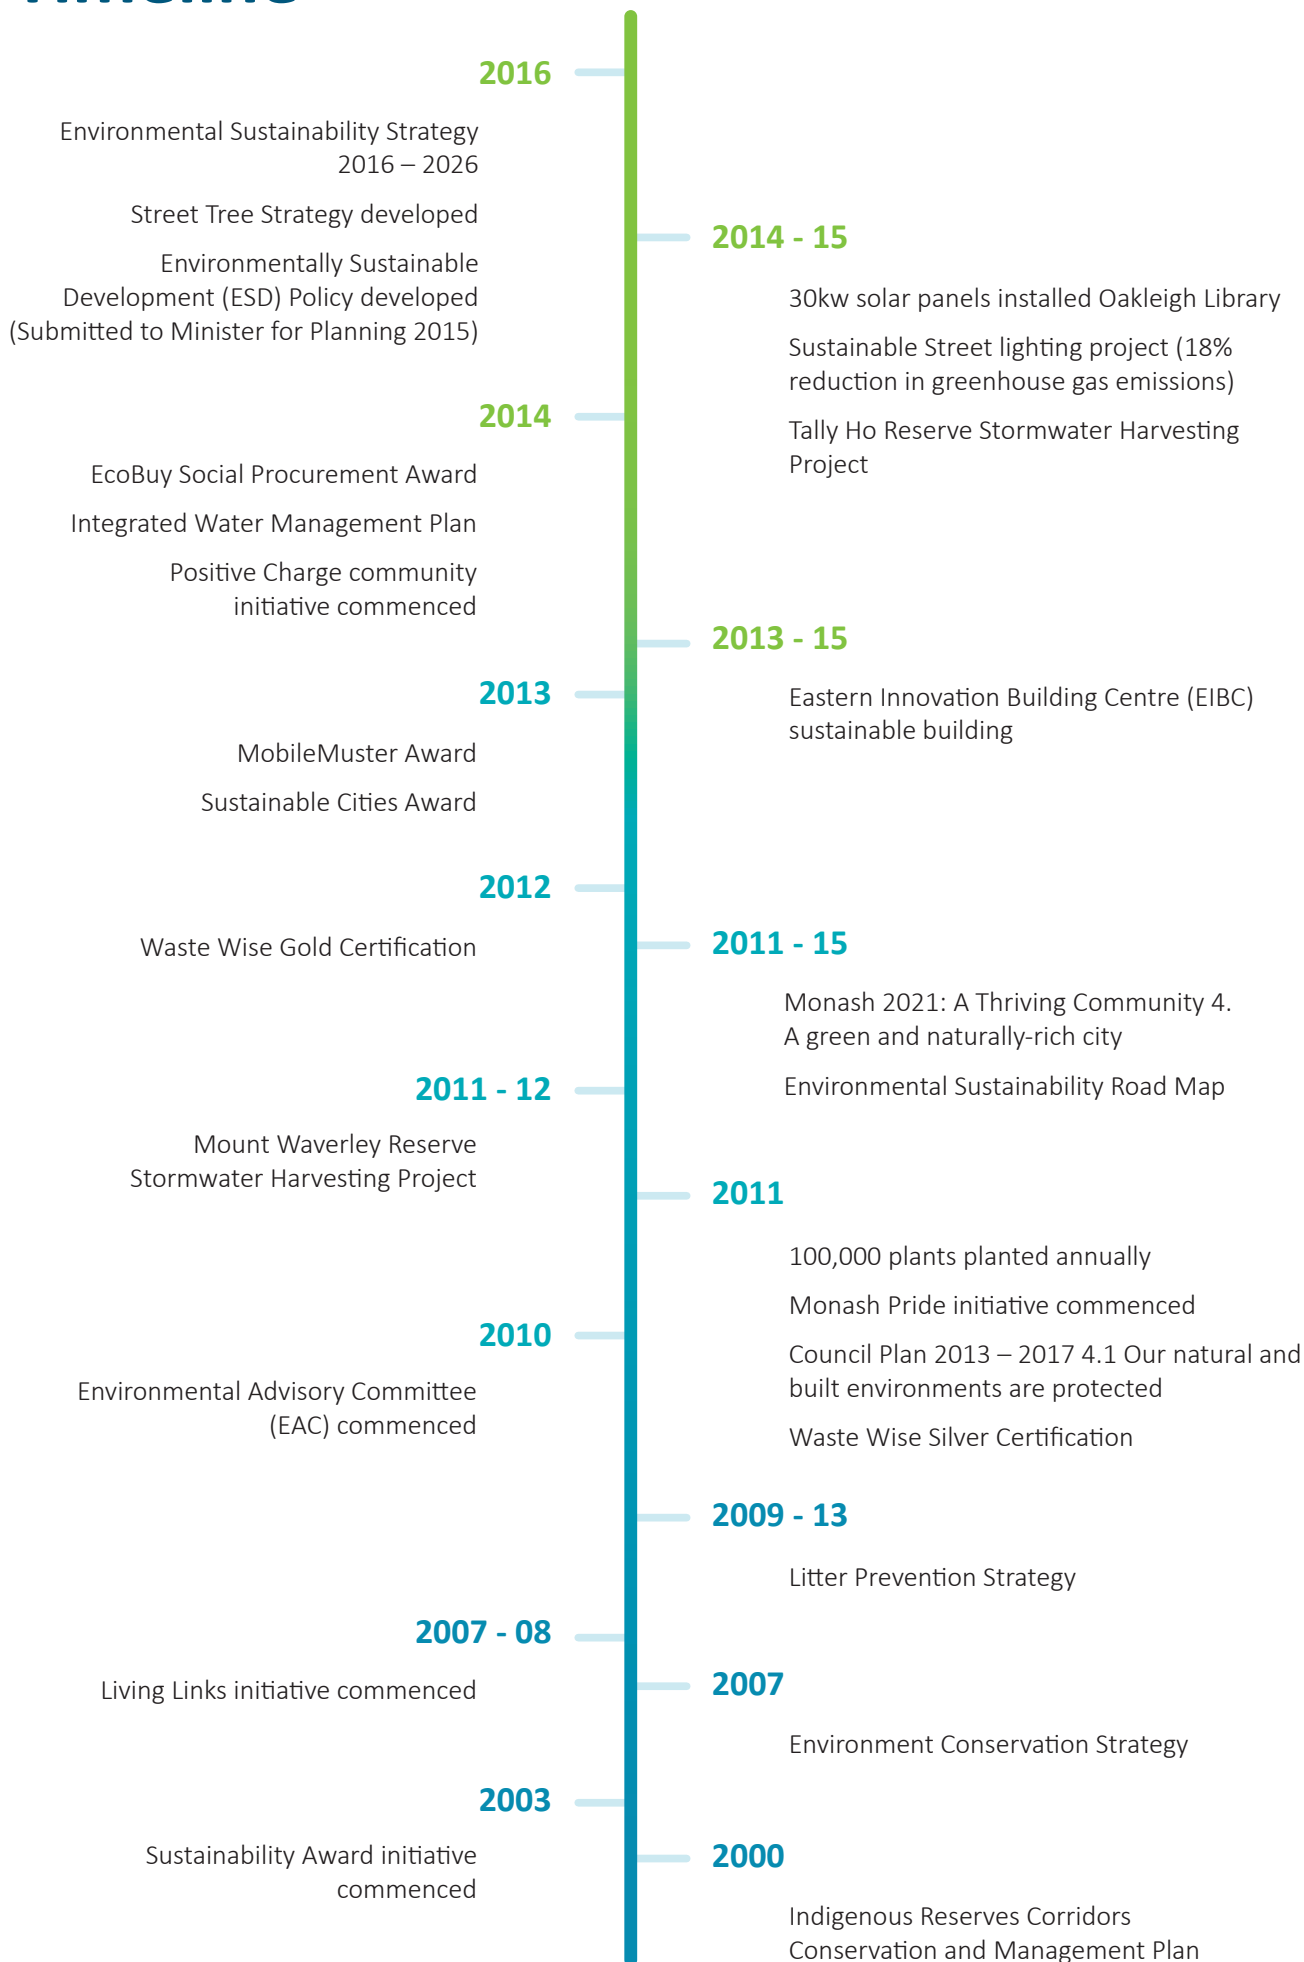 Timeline
2016
Environmental Sustainability Strategy
2016 – 2026
Street Tree Strategy developed
Environmentally Sustainable
Development (ESD) Policy developed
(Submitted to Minister for Planning 2015)
2014 - 15
30kw solar panels installed Oakleigh Library
Sustainable Street lighting project (18%
reduction in greenhouse gas emissions)
Tally Ho Reserve Stormwater Harvesting
Project
2014
EcoBuy Social Procurement Award
Integrated Water Management Plan
Positive Charge community
initiative commenced
2013 - 15
Eastern Innovation Building Centre (EIBC)
sustainable building
2013
MobileMuster Award
Sustainable Cities Award
2012
Waste Wise Gold Certification
2011 - 15
Monash 2021: A Thriving Community 4.
A green and naturally-rich city
Environmental Sustainability Road Map
2011 - 12
Mount Waverley Reserve
Stormwater Harvesting Project
2011
100,000 plants planted annually
Monash Pride initiative commenced
Council Plan 2013 – 2017 4.1 Our natural and
built environments are protected
Waste Wise Silver Certification
2010
Environmental Advisory Committee
(EAC) commenced
2009 - 13
Litter Prevention Strategy
2007 - 08
Living Links initiative commenced
2007
Environment Conservation Strategy
2003
Sustainability Award initiative
commenced
2000
Indigenous Reserves Corridors
Conservation and Management Plan